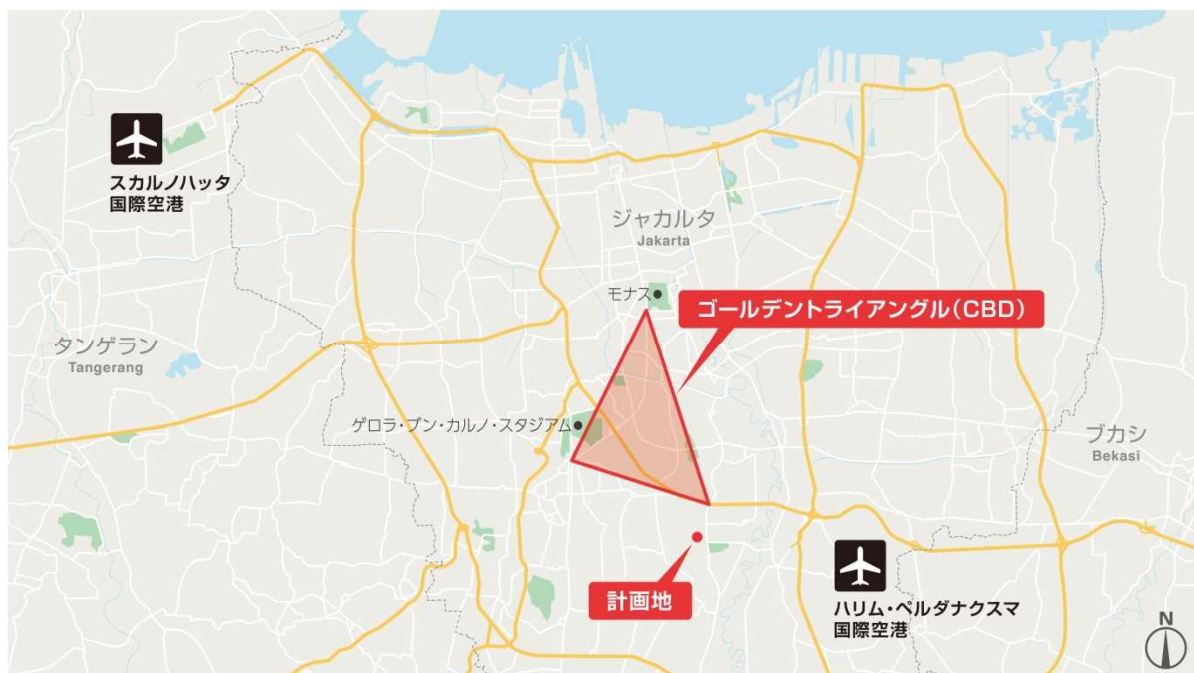 スカルノハッタ
国際空港
ジャカルタ
Jakarta
モナス
ゴールデントライアングル(CBD)
タンゲラン
Tangerang
ゲロラ・ブン・カルノ・スタジアム
ブカシ
Bekasi
計画地
ハリム・ペルダナクスマ
国際空港
N